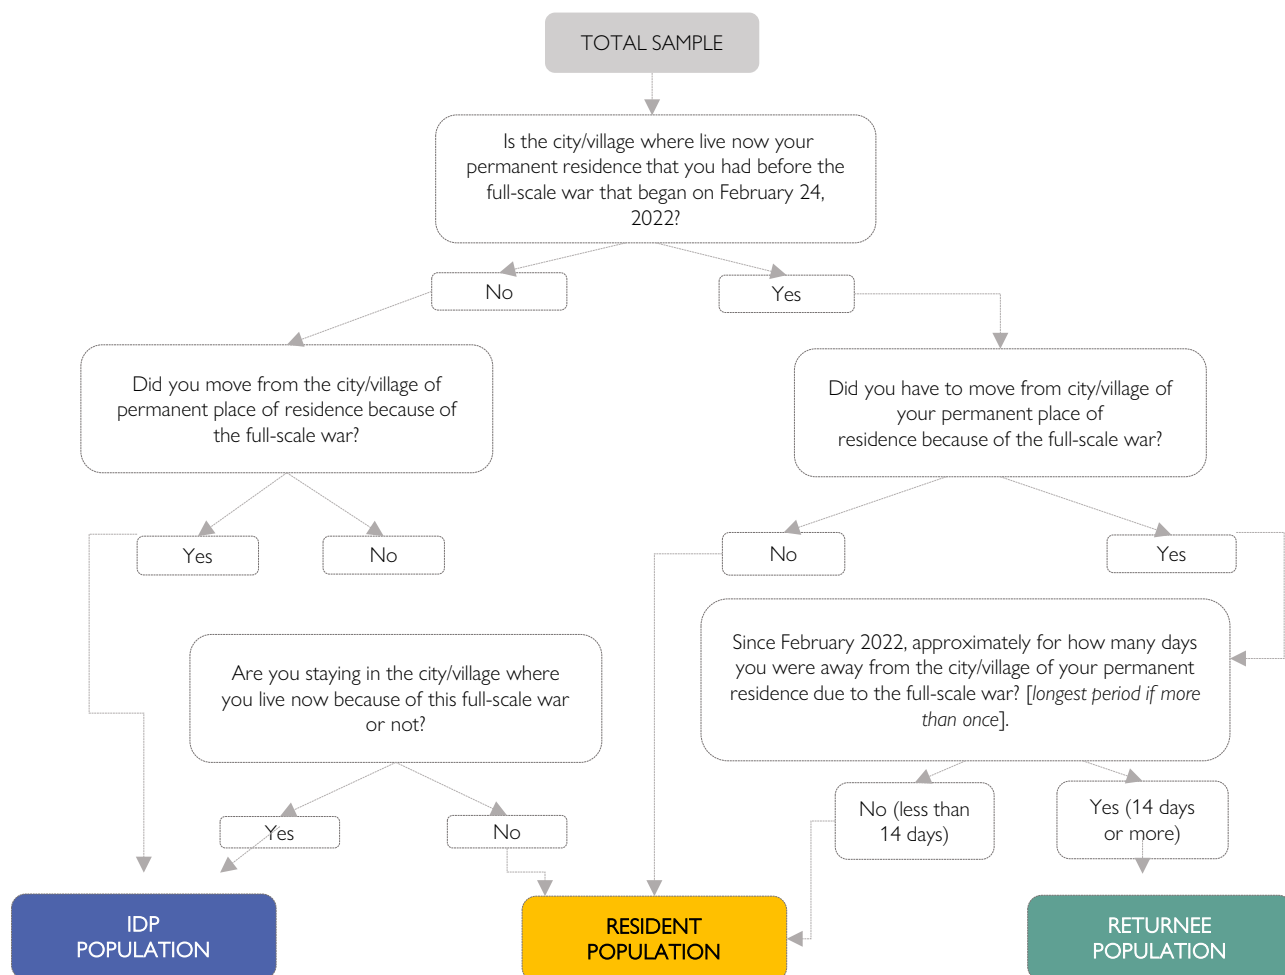 TOTAL SAMPLE
Is the city/village where live now your
permanent residence that you had before the
full-scale war that began on February 24,
2022?
No
Yes
Did you move from the city/village of
permanent place of residence because of
the full-scale war?
Did you have to move from city/village of
your permanent place of
residence because of the full-scale war?
Yes
No
No
Yes
Since February 2022, approximately for how many days
you were away from the city/village of your permanent
residence due to the full-scale war? [longest period if more
than once].
Are you staying in the city/village where
you live now because of this full-scale war
or not?
Yes
No
No (less than
14 days)
Yes (14 days
or more)
IDP
POPULATION
RESIDENT
POPULATION
RETURNEE
POPULATION